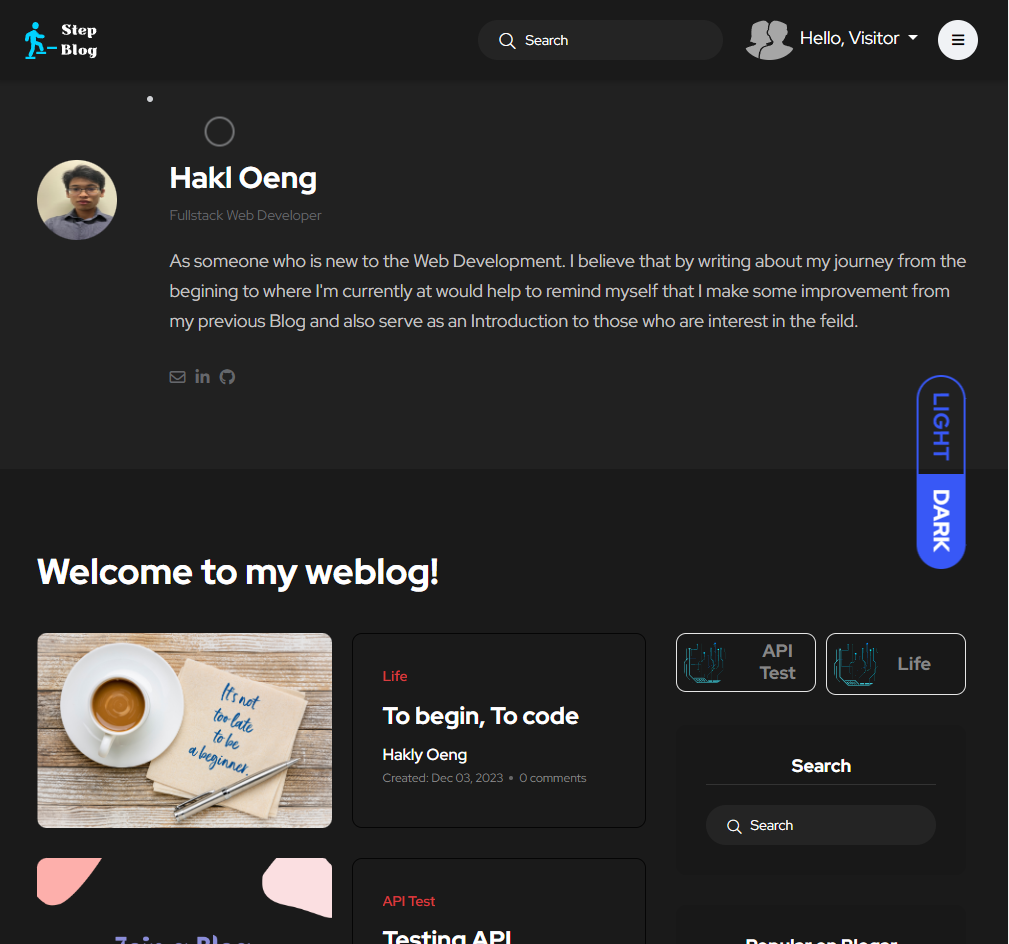 Step
Blog
Search
Hello, Visitor
Hakl Oeng
Fullstack Web Developer
As someone who is new to the Web Development. I believe that by writing about my journey from the
begining to where I'm currently at would help to remind myself that I make some improvement from
my previous Blog and also serve as an Introduction to those who are interest in the feild.
LIGHT
DARK
Welcome to my weblog!
It's not
too late
to be
a beginner.
Life
To begin, To code
Hakly Oeng
Created: Dec 03, 2023 • 0 comments
API
Test
Life
Search
Search
API Test
Testing API
Join a Blog
Popular on Bloger